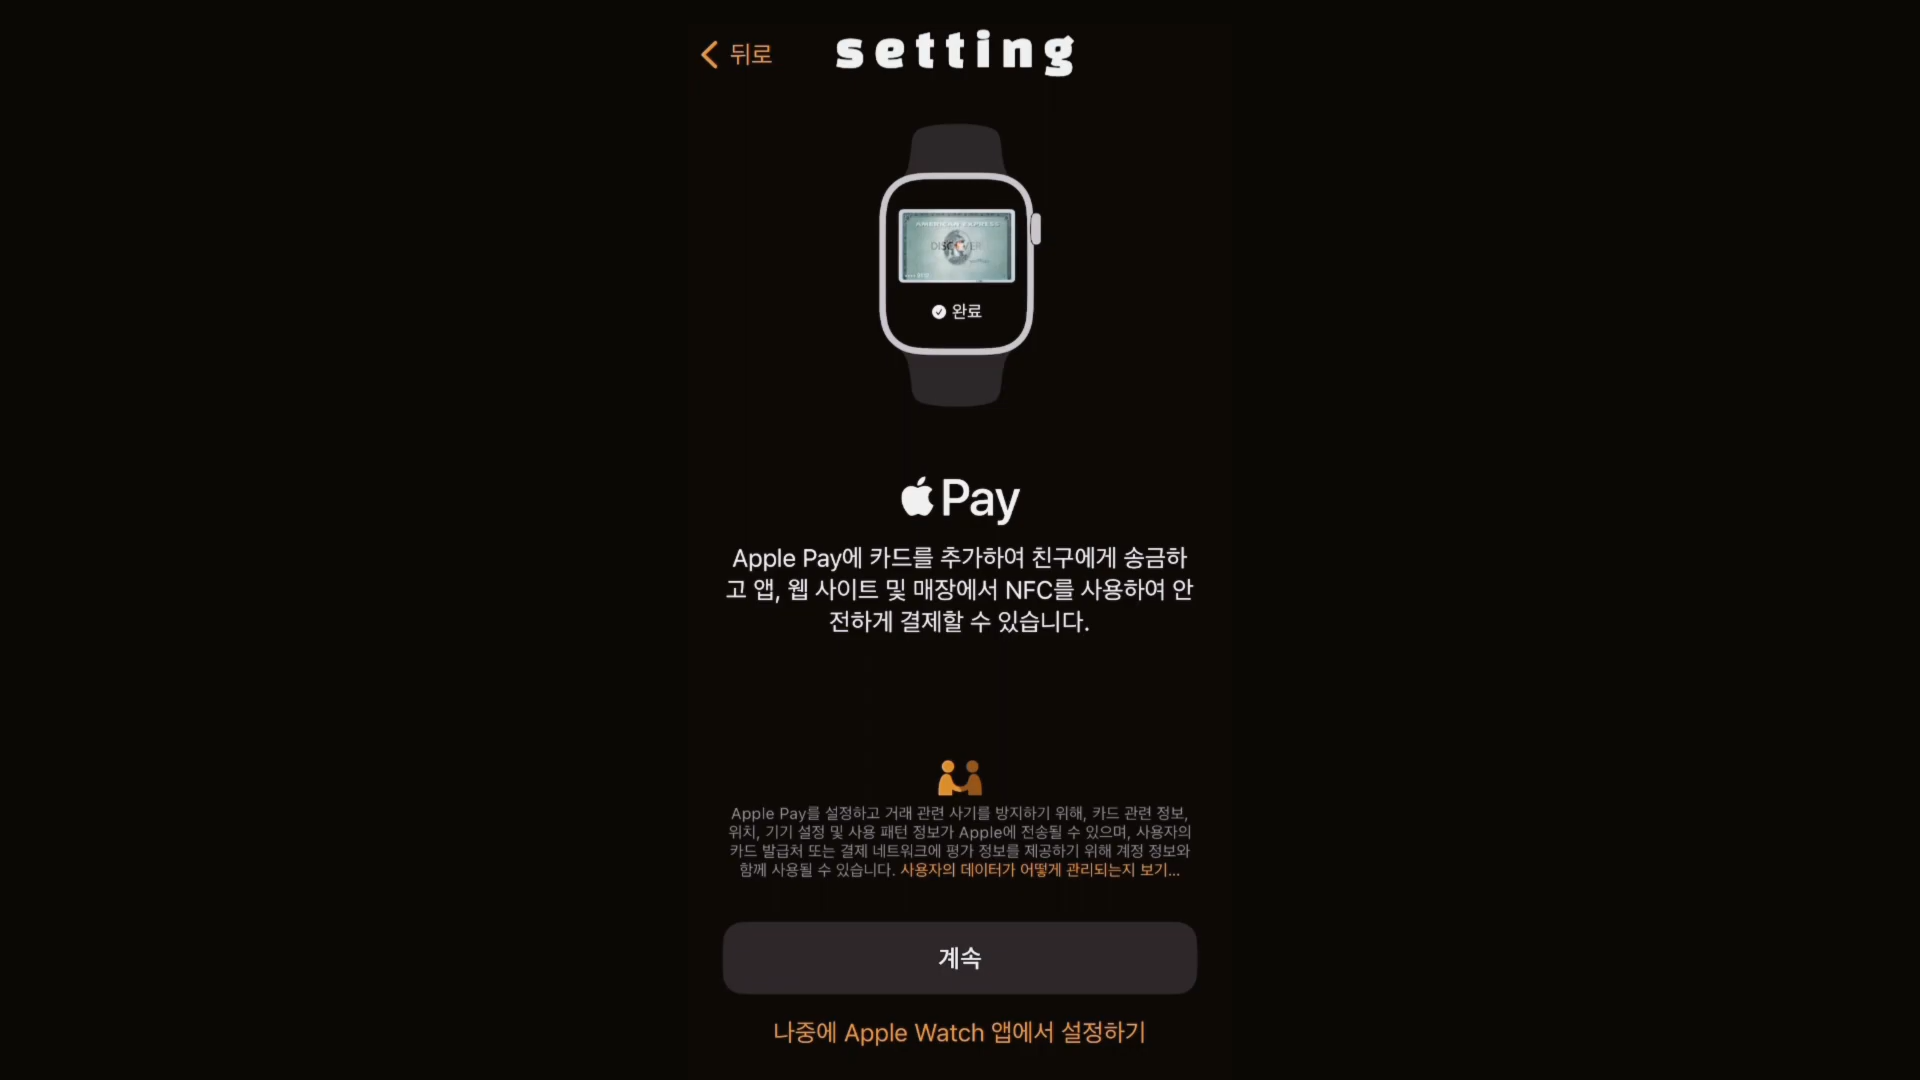 뒤로
setting
AMERICAN EXPRESS
DISCOVER
완료
Pay
Apple Pay에 카드를 추가하여 친구에게 송금하
고 앱, 웹 사이트 및 매장에서 NFC를 사용하여 안
전하게 결제할 수 있습니다.
Apple Pay를 설정하고 거래 관련 사기를 방지하기 위해, 카드 관련 정보,
위치, 기기 설정 및 사용 패턴 정보가 Apple에 전송될 수 있으며, 사용자의
카드 발급처 또는 결제 네트워크에 평가 정보를 제공하기 위해 계정 정보와
함께 사용될 수 있습니다. 사용자의 데이터가 어떻게 관리되는지 보기...
계속
나중에 Apple Watch 앱에서 설정하기